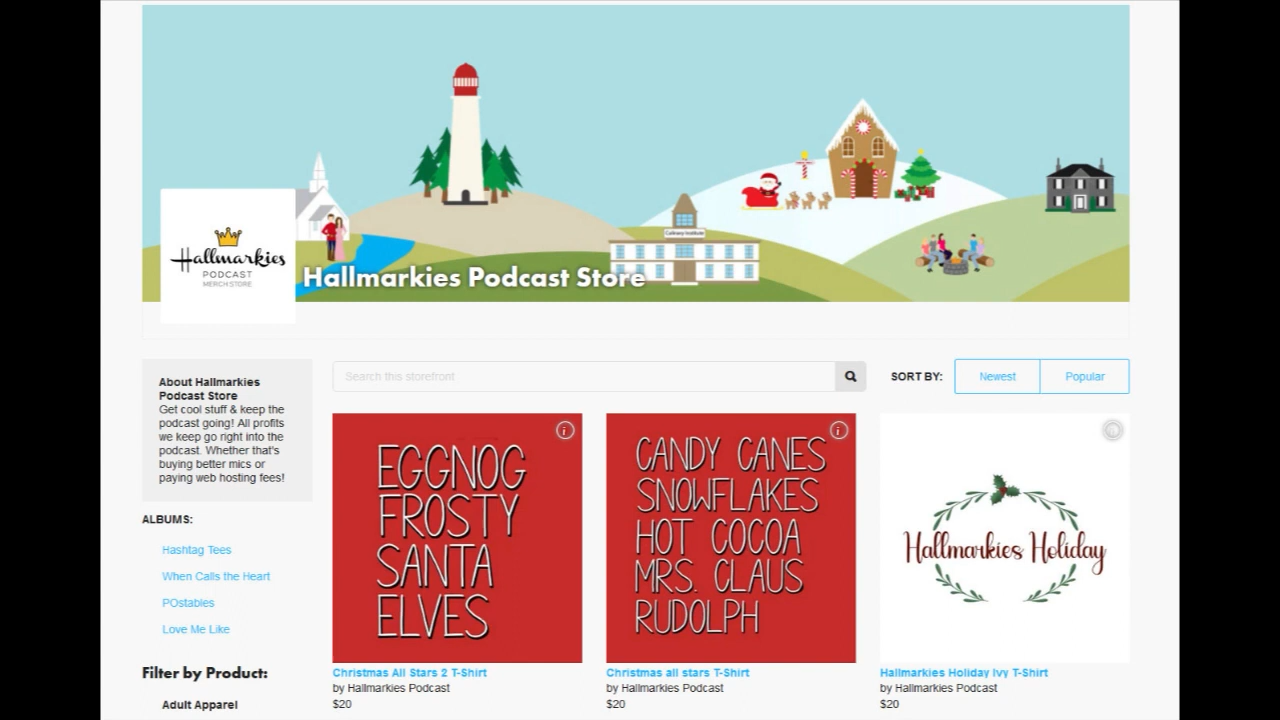 Culinary Institute
Hallmarkies
PODCAST
MERCH STORE
Hallmarkies Podcast Store
About Hallmarkies
Podcast Store
Get cool stuff & keep the
podcast going! All profits
we keep go right into the
podcast. Whether that's
buying better mics or
paying web hosting fees!
Search this storefront
SORT BY:
Newest
Popular
ALBUMS:
Hashtag Tees
When Calls the Heart
POstables
Love Me Like
Filter by Product:
Adult Apparel
EGGNOG
FROSTY
SANTA
ELVES
Christmas All Stars 2 T-Shirt
by Hallmarkies Podcast
$20
CANDY CANES
SNOWFLAKES
HOT COCOA
MRS. CLAUS
RUDOLPH
Christmas all stars T-Shirt
by Hallmarkies Podcast
$20
Hallmarkies Holiday
Hallmarkies Holiday Ivy T-Shirt
by Hallmarkies Podcast
$20